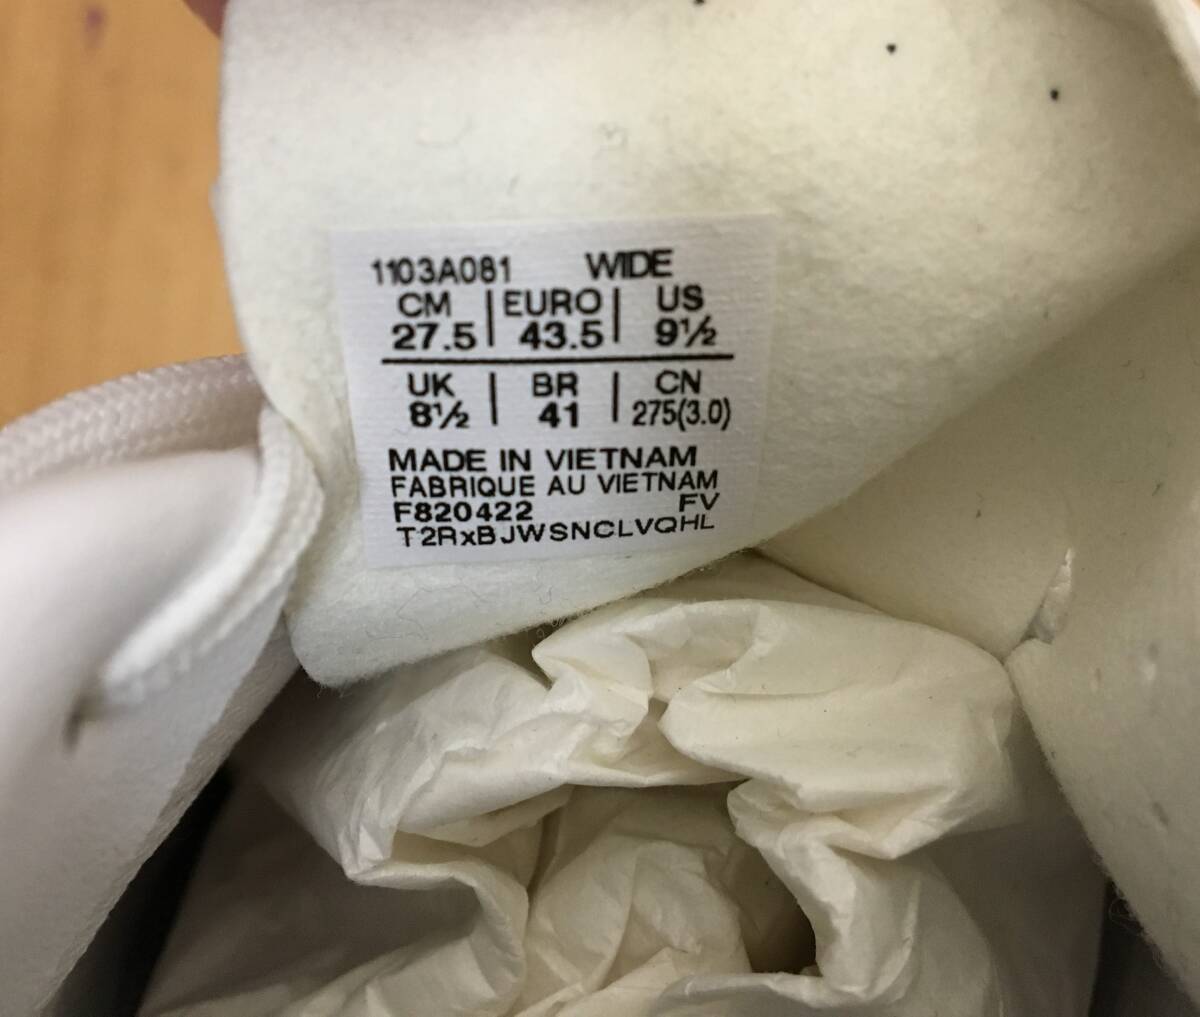 1103A081 WIDE
CM | EURO | US
27.5 | 43.5 | 9½
UK | BR | CN
8½ | 41 | 275(3.0)
MADE IN VIETNAM
FABRIQUE AU VIETNAM
F820422 FV
T2RxBJWSNCLVQHL